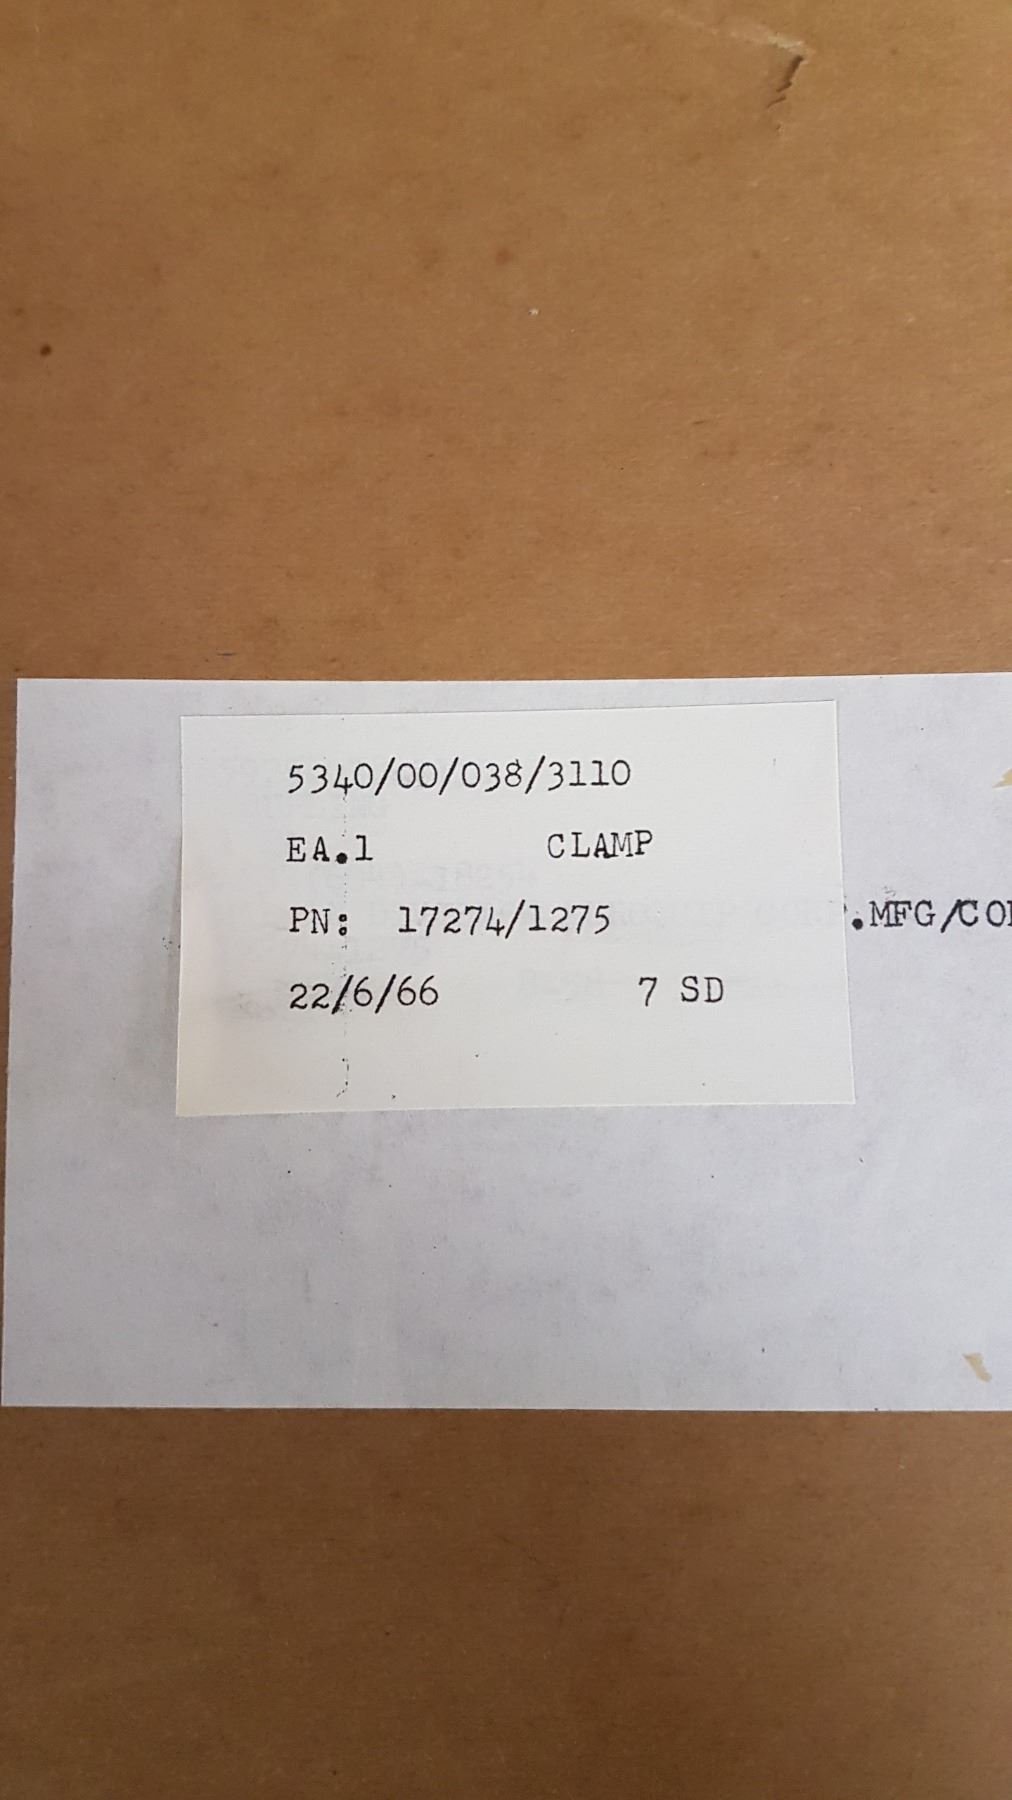 5340/00/038/3110
EA.1 CLAMP
PN: 17274/1275 .MFG/CO
22/6/66 7 SD